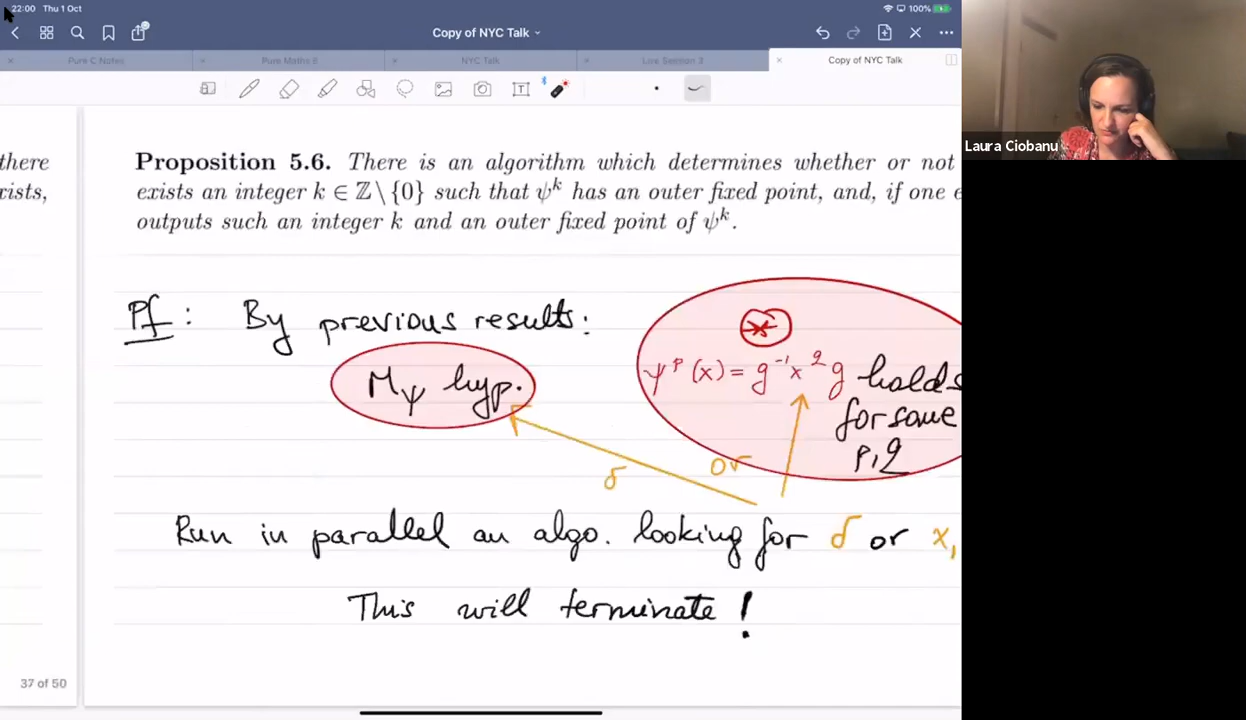 22:00 Thu 1 Oct
100%
Copy of NYC Talk
Pure C Notes
Pure Maths B
NYC Talk
Live Session 3
Copy of NYC Talk
there
xists,
Proposition 5.6. There is an algorithm which determines whether or not
exists an integer k ∈ ℤ\{0} such that ψ^k has an outer fixed point, and, if one e
outputs such an integer k and an outer fixed point of ψ^k.
Pf: By previous results:
M_ψ hyp.
*
ψ^p(x) = g^{-1}x^q g holds
for some
p, q
δ
or
Run in parallel an algo. looking for δ or x,
This will terminate!
37 of 50
Laura Ciobanu